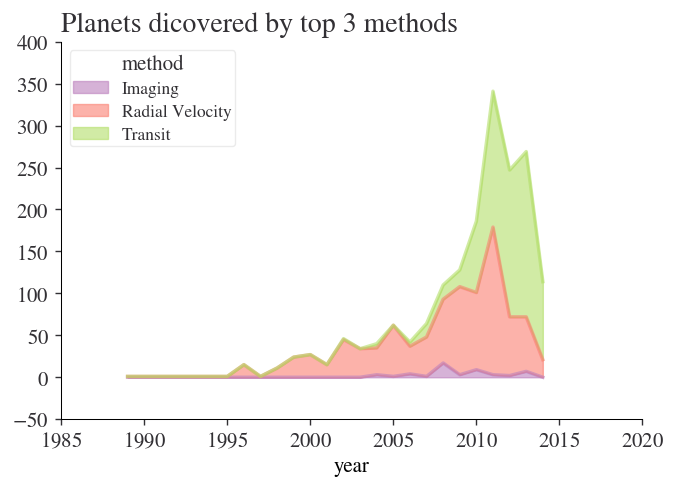 Planets dicovered by top 3 methods
400
350
300
250
200
150
100
50
0
−50
method
Imaging
Radial Velocity
Transit
1985 1990 1995 2000 2005 2010 2015 2020
year